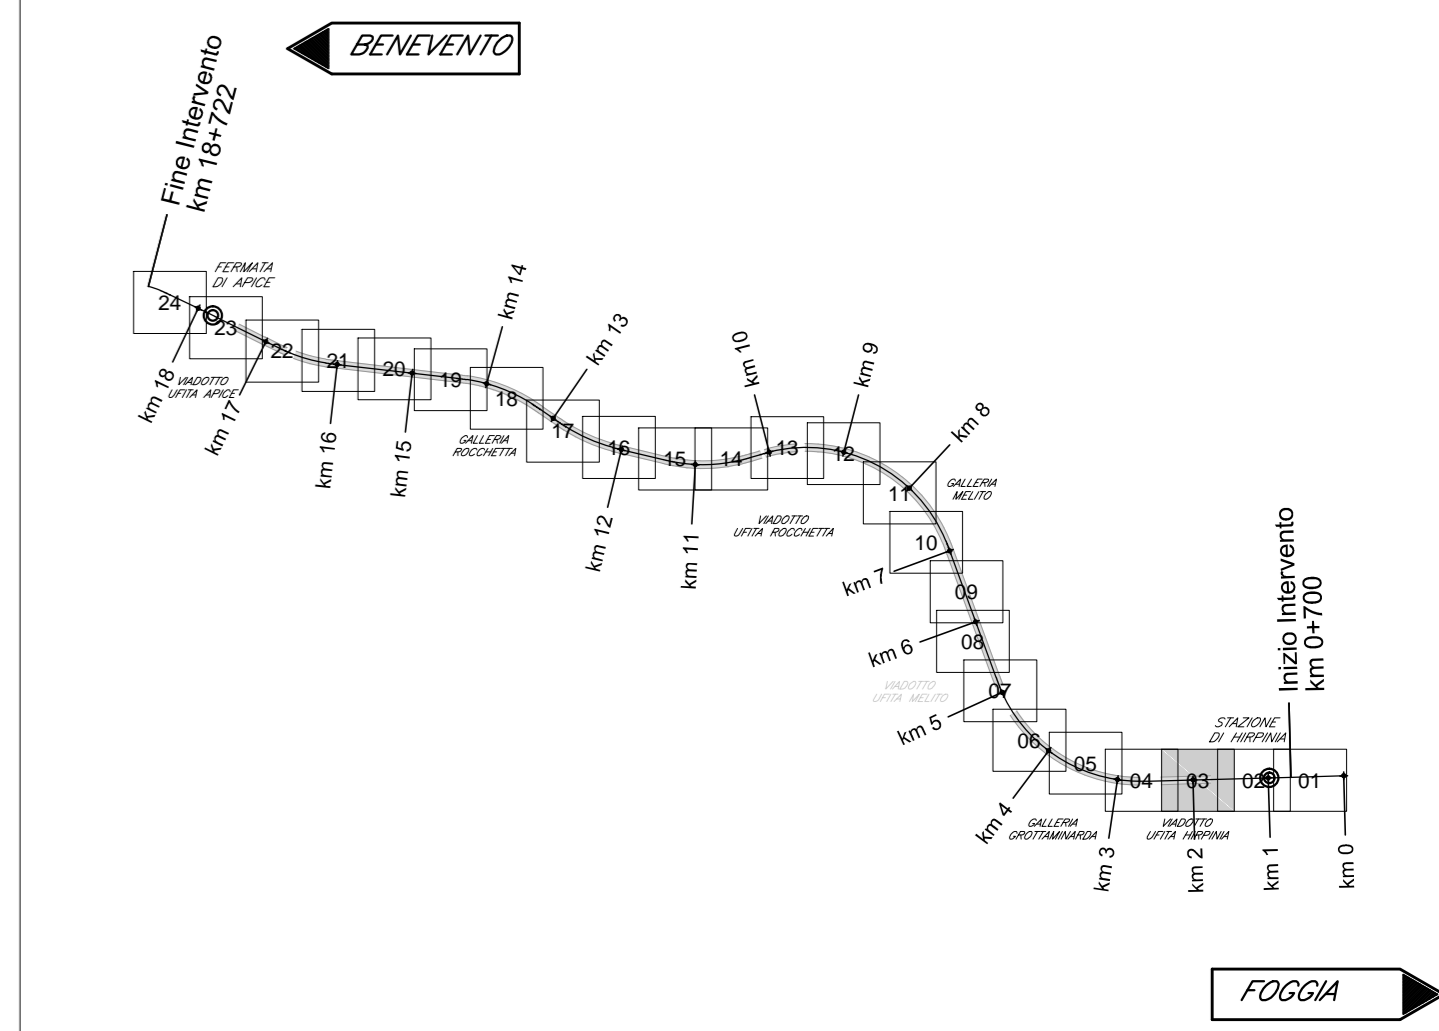 BENEVENTO
Fine Intervento
km 18+722
FERMATA
DI APICE
24
23
22
21
20
19
18
17
16
15
14
13
12
11
10
09
08
07
06
05
04
03
02
01
km 18
VIADOTTO
UFITA APICE
km 17
km 16
km 15
km 14
GALLERIA
ROCCHETTA
km 13
km 12
km 11
km 10
VIADOTTO
UFITA ROCCHETTA
km 9
km 8
GALLERIA
MELITO
km 7
km 6
VIADOTTO
UFITA MELITO
km 5
km 4
GALLERIA
GROTTAMINARDA
km 3
VIADOTTO
UFITA HIRPINIA
km 2
STAZIONE
DI HIRPINIA
km 1
Inizio Intervento
km 0+700
km 0
FOGGIA